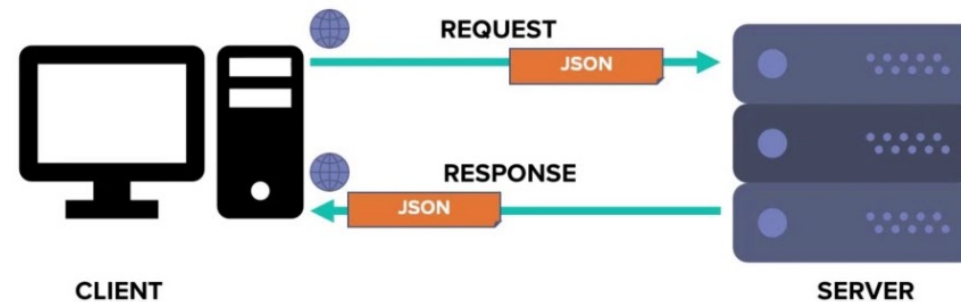 REQUEST
JSON
RESPONSE
JSON
CLIENT
SERVER